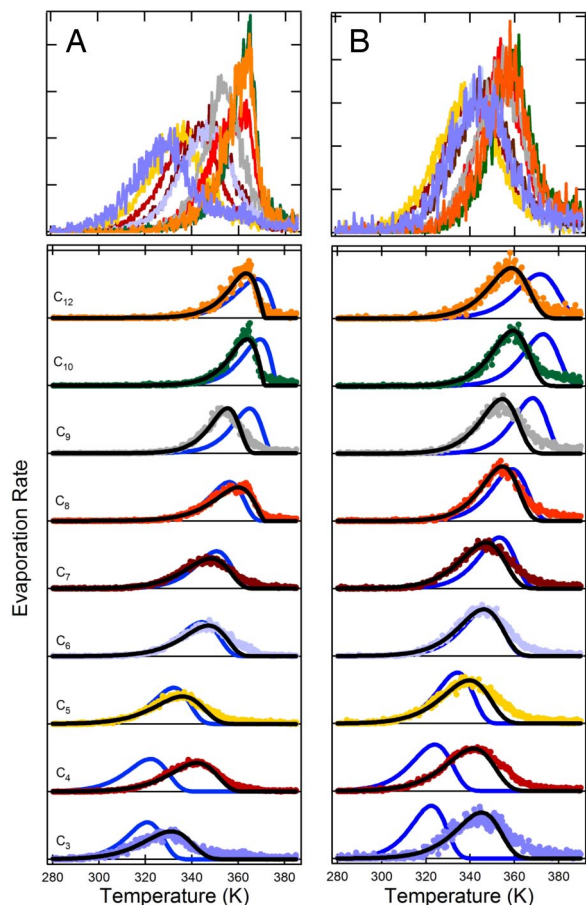 A
B
C12
C10
C9
C8
C7
C6
C5
C4
C3
Evaporation Rate
280 300 320 340 360 380
280 300 320 340 360 380
Temperature (K)
Temperature (K)